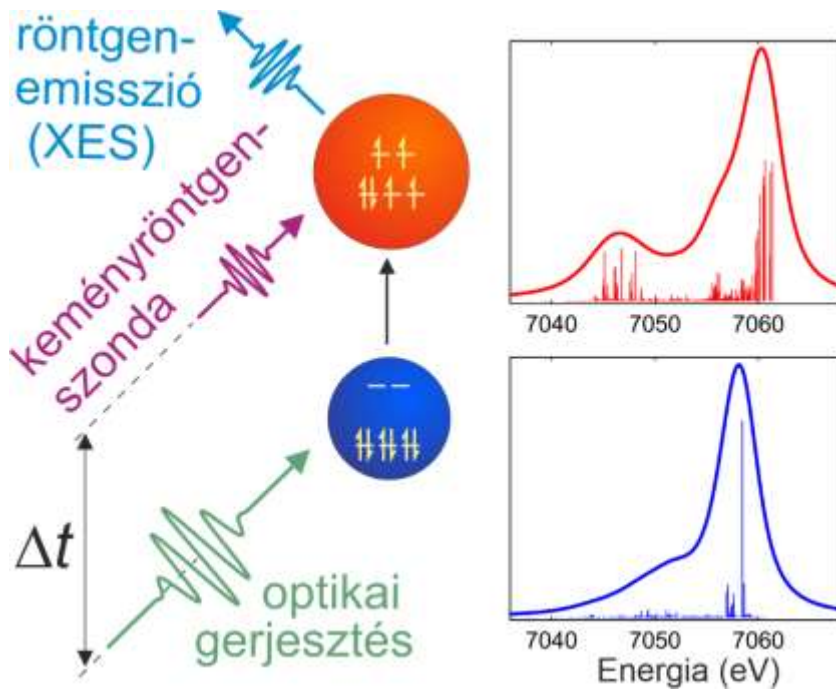 röntgen-
emisszió
(XES)
keményröntgen-
szonda
Δt
optikai
gerjesztés
7040 7050 7060
7040 7050 7060
Energia (eV)